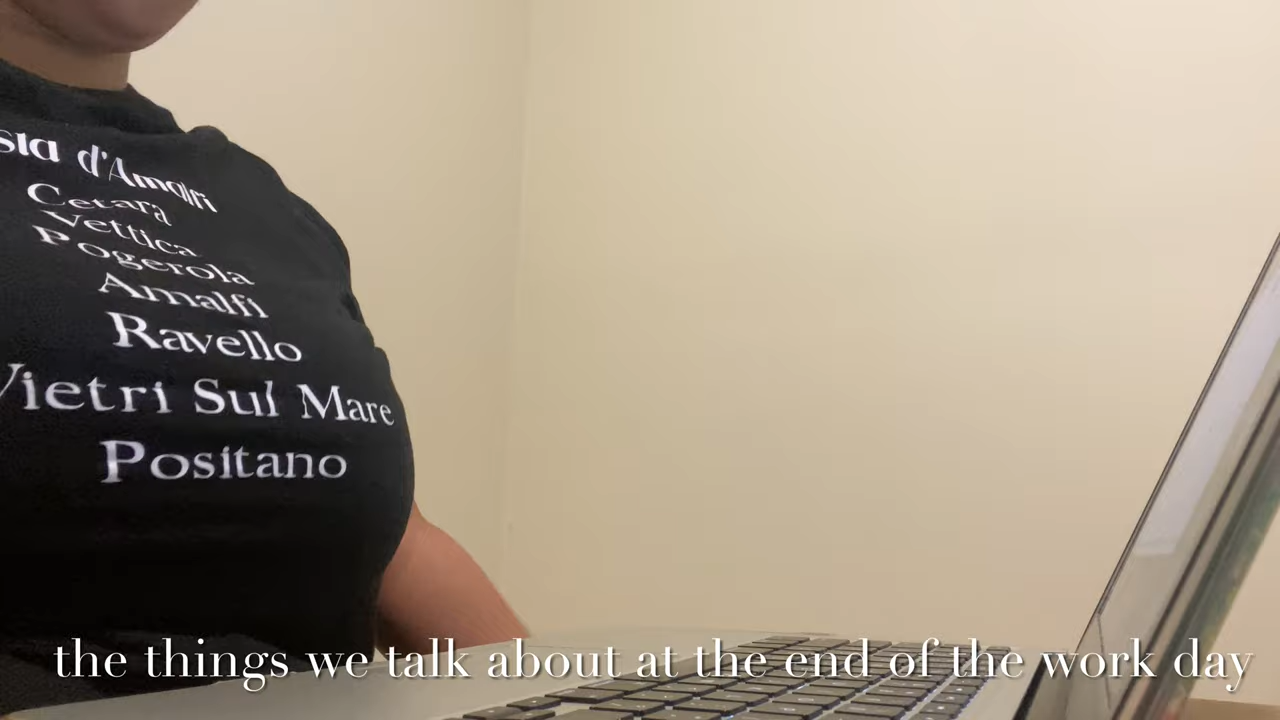 d'Amalfi
Cetara
Vettica
Pogerola
Amalfi
Ravello
Vietri Sul Mare
Positano
the things we talk about at the end of the work day